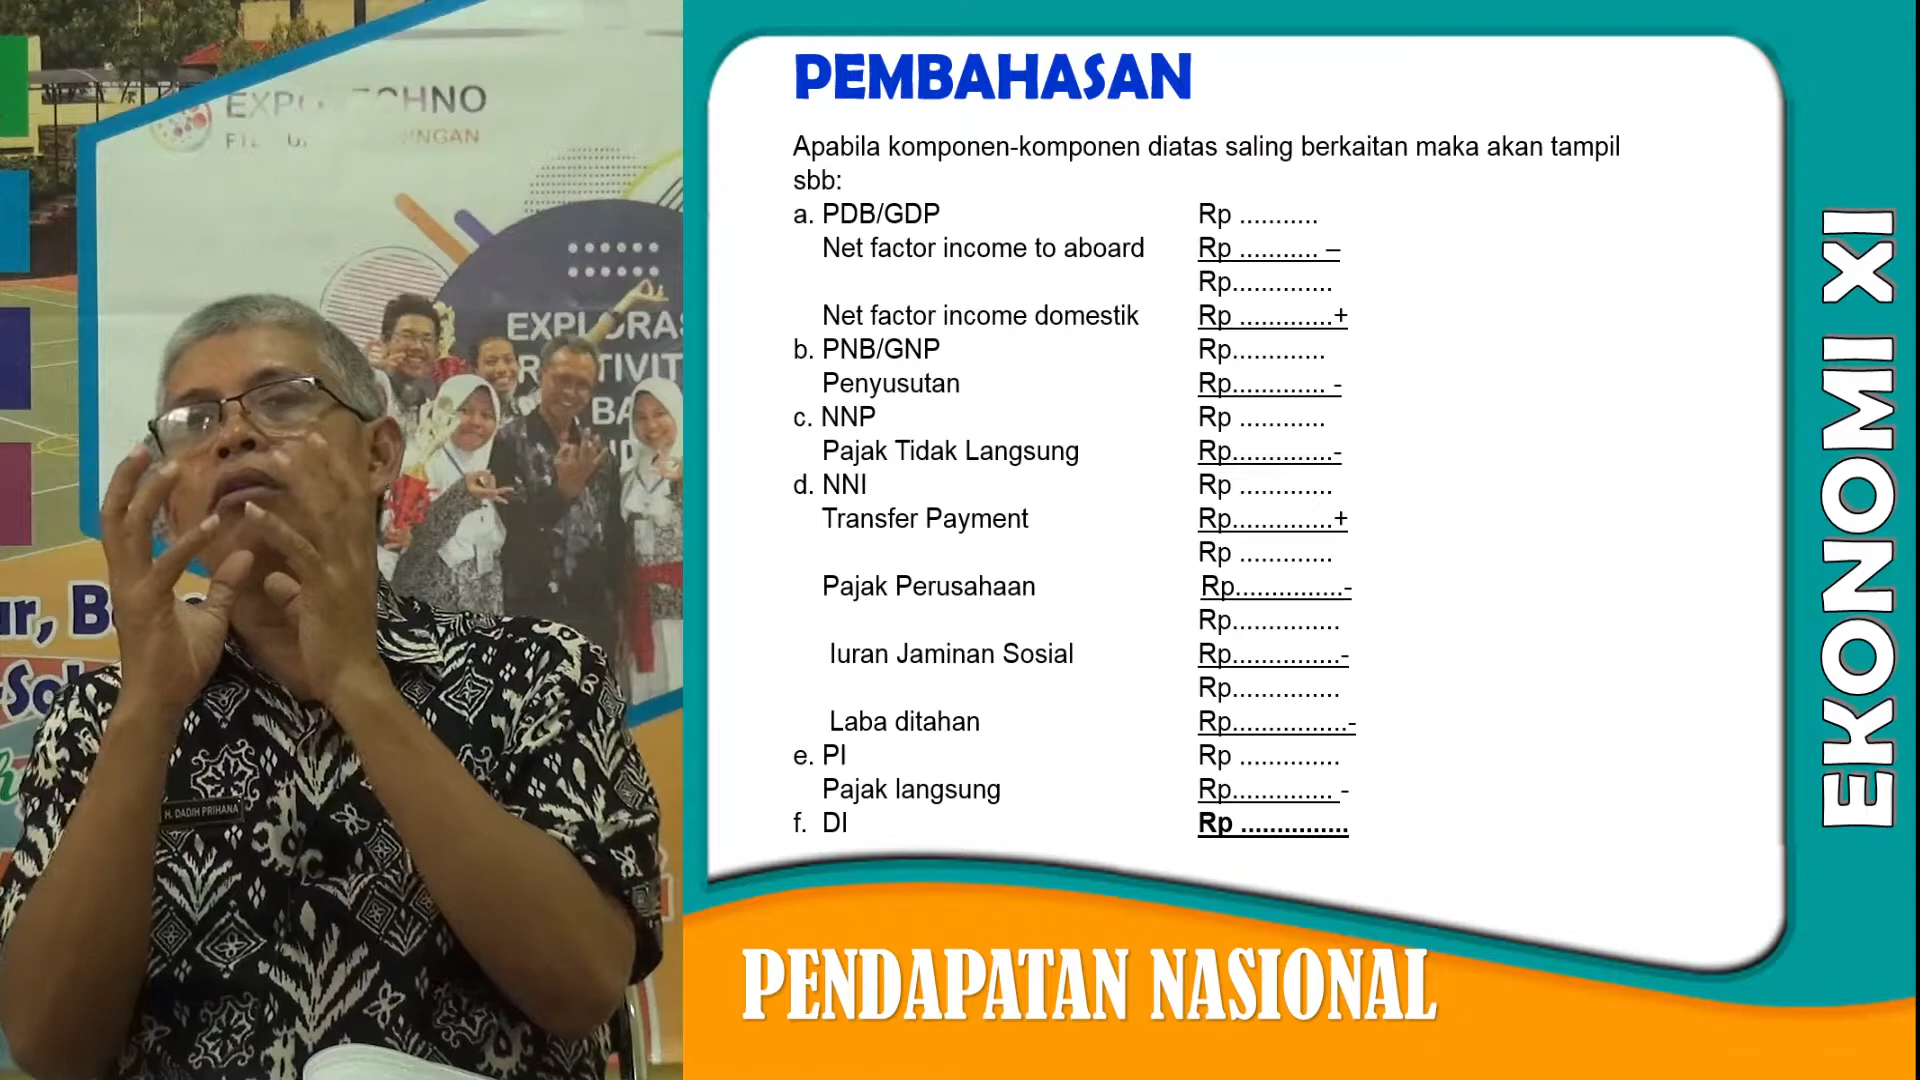 PEMBAHASAN
Apabila komponen-komponen diatas saling berkaitan maka akan tampil
sbb:
a. PDB/GDP Rp ...........
Net factor income to aboard Rp ........... –
Rp..............
Net factor income domestik Rp .............+
b. PNB/GNP Rp.............
Penyusutan Rp............. -
c. NNP Rp ............
Pajak Tidak Langsung Rp..............-
d. NNI Rp .............
Transfer Payment Rp..............+
Rp .............
Pajak Perusahaan Rp...............-
Rp...............
Iuran Jaminan Sosial Rp...............-
Rp...............
Laba ditahan Rp................-
e. PI Rp ..............
Pajak langsung Rp.............. -
f. DI Rp ...............
PENDAPATAN NASIONAL
EKONOMI XI
H. DADIH PRIHANA